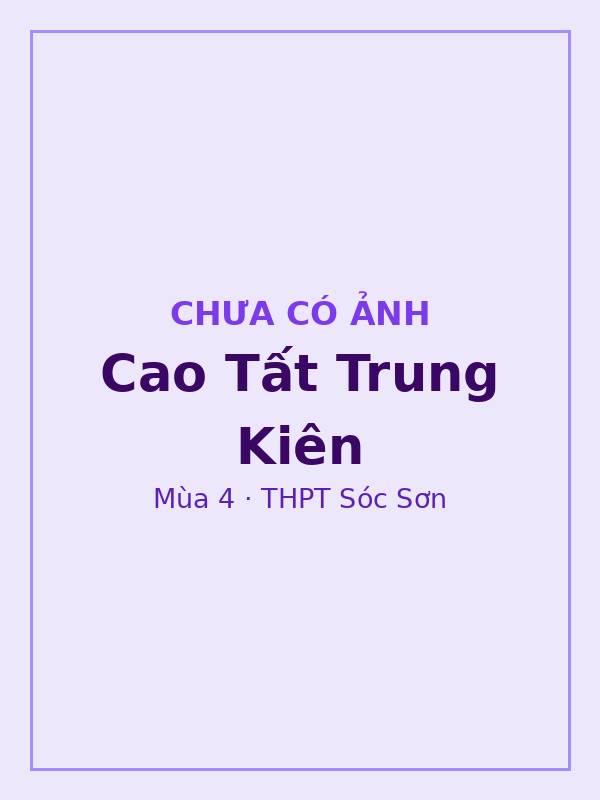 CHƯA CÓ ẢNH
Cao Tất Trung
Kiên
Mùa 4 · THPT Sóc Sơn